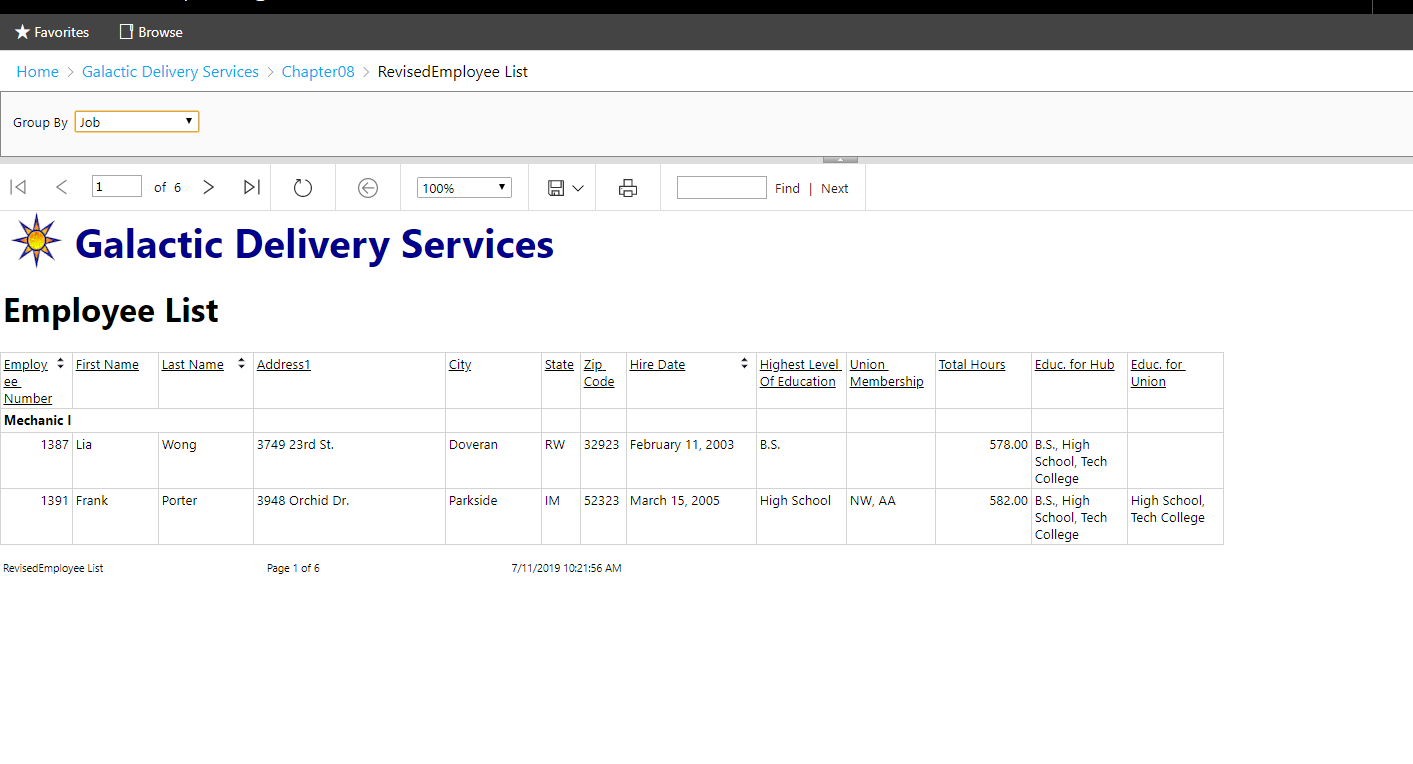 Favorites Browse
Home > Galactic Delivery Services > Chapter08 > RevisedEmployee List
Group By Job
1 of 6 100% Find | Next
Galactic Delivery Services
Employee List
Employ First Name Last Name Address1 City State Zip Hire Date Highest Level Union Total Hours Educ. for Hub Educ. for
ee Code Of Education Membership Union
Number
Mechanic I
1387 Lia Wong 3749 23rd St. Doveran RW 32923 February 11, 2003 B.S. 578.00 B.S., High
School, Tech
College
1391 Frank Porter 3948 Orchid Dr. Parkside IM 52323 March 15, 2005 High School NW, AA 582.00 B.S., High High School,
School, Tech Tech College
College
RevisedEmployee List Page 1 of 6 7/11/2019 10:21:56 AM